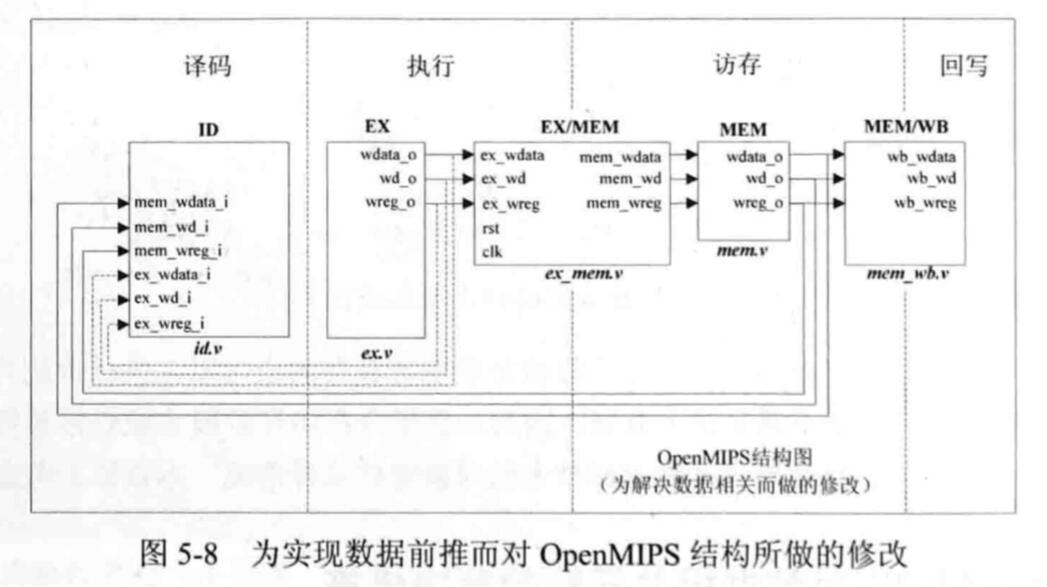 译码 执行 访存 回写
ID EX EX/MEM MEM MEM/WB
wdata_o ex_wdata mem_wdata wdata_o wb_wdata
wd_o ex_wd mem_wd wd_o wb_wd
mem_wdata_i wreg_o ex_wreg mem_wreg wreg_o wb_wreg
mem_wd_i rst
mem_wreg_i clk mem.v
ex_wdata_i ex_mem.v mem_wb.v
ex_wd_i
ex_wreg_i
id.v ex.v
OpenMIPS结构图
（为解决数据相关而做的修改）
图 5-8 为实现数据前推而对 OpenMIPS 结构所做的修改